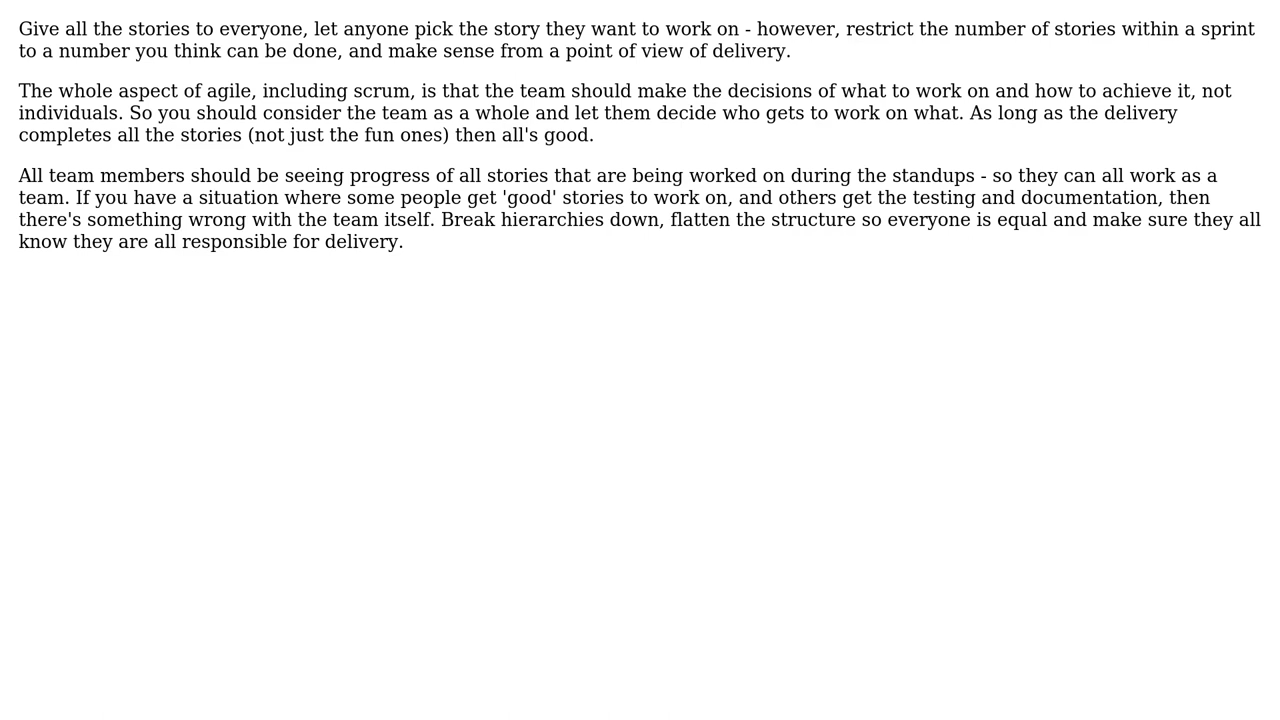 Give all the stories to everyone, let anyone pick the story they want to work on - however, restrict the number of stories within a sprint
to a number you think can be done, and make sense from a point of view of delivery.
The whole aspect of agile, including scrum, is that the team should make the decisions of what to work on and how to achieve it, not
individuals. So you should consider the team as a whole and let them decide who gets to work on what. As long as the delivery
completes all the stories (not just the fun ones) then all's good.
All team members should be seeing progress of all stories that are being worked on during the standups - so they can all work as a
team. If you have a situation where some people get 'good' stories to work on, and others get the testing and documentation, then
there's something wrong with the team itself. Break hierarchies down, flatten the structure so everyone is equal and make sure they all
know they are all responsible for delivery.